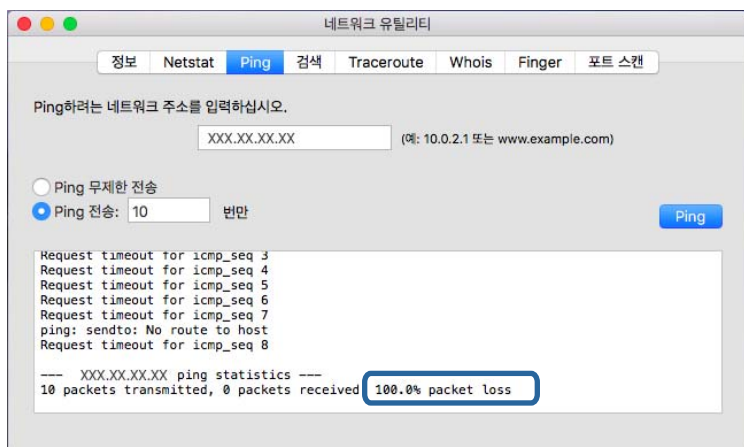 네트워크 유틸리티
정보 Netstat Ping 검색 Traceroute Whois Finger 포트 스캔
Ping하려는 네트워크 주소를 입력하십시오.
XXX.XX.XX.XX (예: 10.0.2.1 또는 www.example.com)
Ping 무제한 전송
Ping 전송: 10 번만
Ping
Request timeout for icmp_seq 3
Request timeout for icmp_seq 4
Request timeout for icmp_seq 5
Request timeout for icmp_seq 6
Request timeout for icmp_seq 7
ping: sendto: No route to host
Request timeout for icmp_seq 8
--- XXX.XX.XX.XX ping statistics ---
10 packets transmitted, 0 packets received 100.0% packet loss